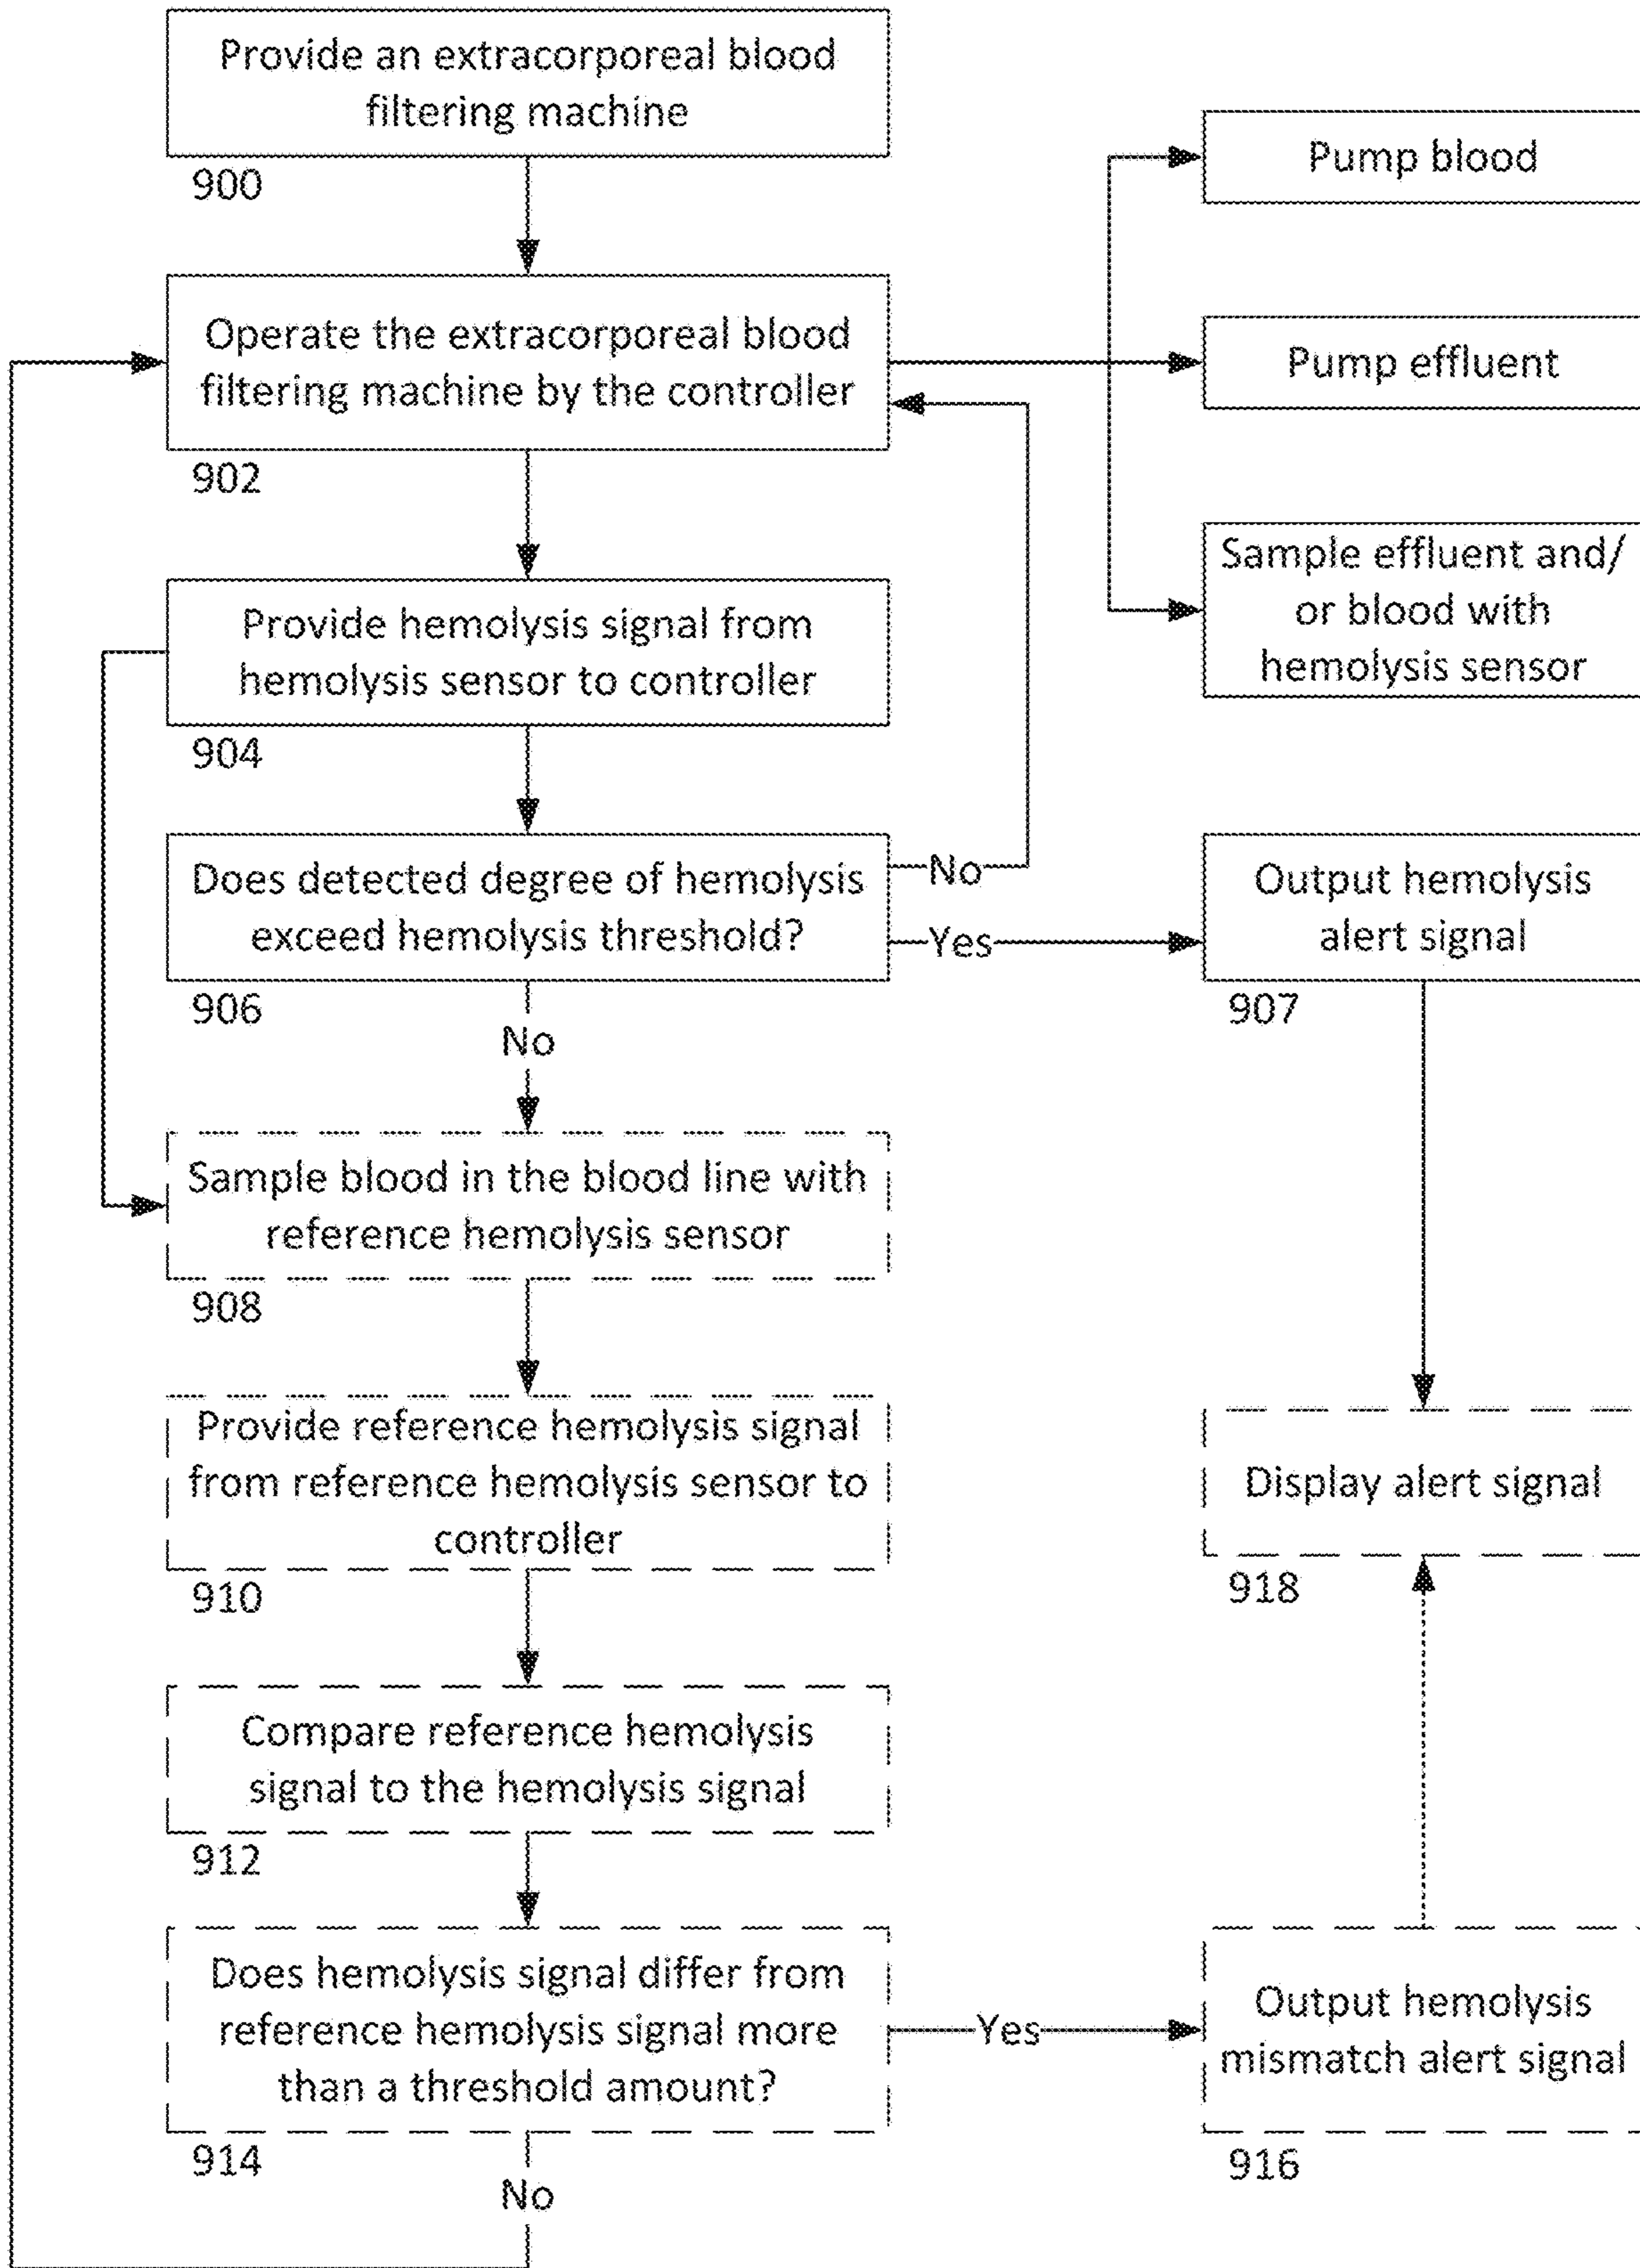 Provide an extracorporeal blood
filtering machine
900
Pump blood
Operate the extracorporeal blood
filtering machine by the controller
902
Pump effluent
Sample effluent and/
or blood with
hemolysis sensor
Provide hemolysis signal from
hemolysis sensor to controller
904
Does detected degree of hemolysis
exceed hemolysis threshold?
906
No
Yes
Output hemolysis
alert signal
907
No
Sample blood in the blood line with
reference hemolysis sensor
908
Provide reference hemolysis signal
from reference hemolysis sensor to
controller
910
Display alert signal
918
Compare reference hemolysis
signal to the hemolysis signal
912
Does hemolysis signal differ from
reference hemolysis signal more
than a threshold amount?
914
Yes
Output hemolysis
mismatch alert signal
916
No